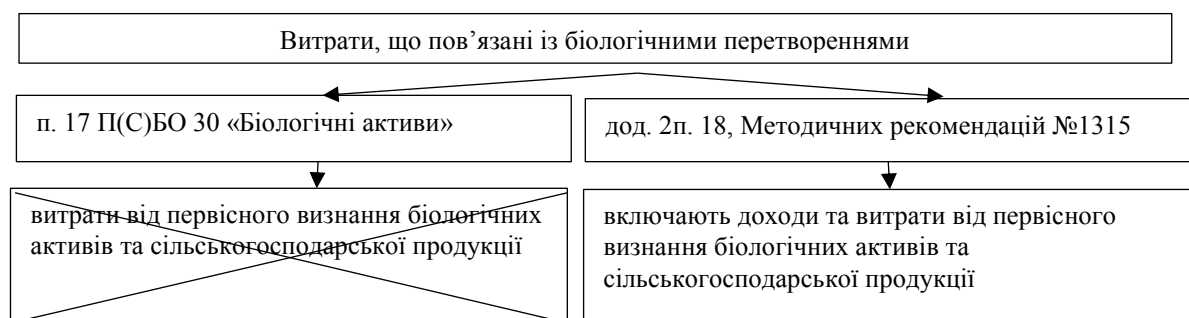 Витрати, що пов’язані із біологічними перетвореннями
п. 17 П(С)БО 30 «Біологічні активи»
дод. 2п. 18, Методичних рекомендацій №1315
витрати від первісного визнання біологічних
активів та сільськогосподарської продукції
включають доходи та витрати від первісного
визнання біологічних активів та
сільськогосподарської продукції